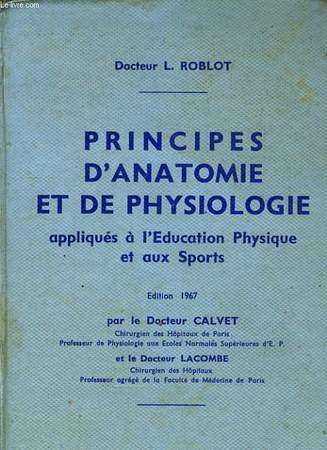 Docteur L. ROBLOT
PRINCIPES
D'ANATOMIE
ET DE PHYSIOLOGIE
appliqués à l'Education Physique
et aux Sports
Edition 1967
par le Docteur CALVET
Chirurgien des Hôpitaux de Paris
Professeur de Physiologie aux Ecoles Normales Supérieures d'E. P.
et le Docteur LACOMBE
Chirurgien des Hôpitaux
Professeur agrégé de la Faculté de Médecine de Paris